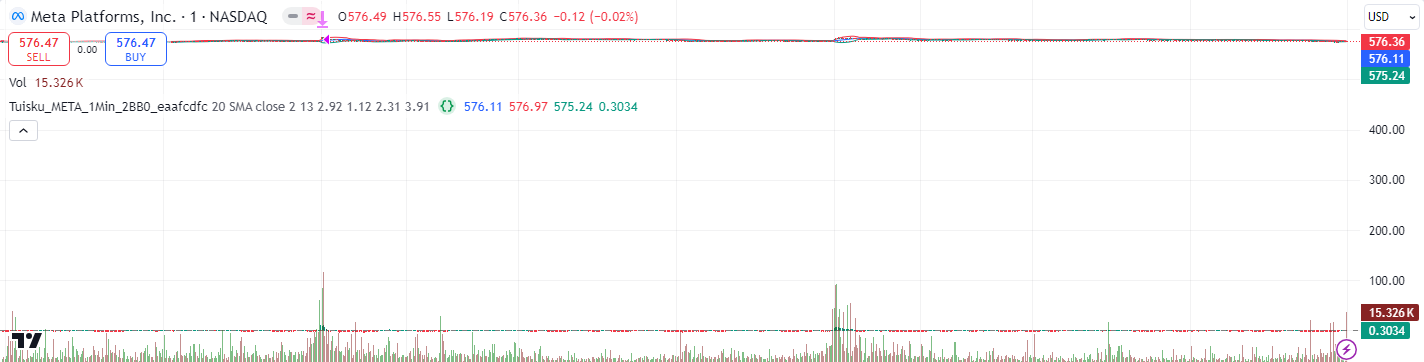 Meta Platforms, Inc. · 1 · NASDAQ O576.49 H576.55 L576.19 C576.36 −0.12 (−0.02%)
USD
576.47 SELL 0.00 576.47 BUY
576.36
576.11
575.24
Vol 15.326 K
Tuisku_META_1Min_2BB0_eaafcdfc 20 SMA close 2 13 2.92 1.12 2.31 3.91 {} 576.11 576.97 575.24 0.3034
400.00
300.00
200.00
100.00
15.326 K
0.3034